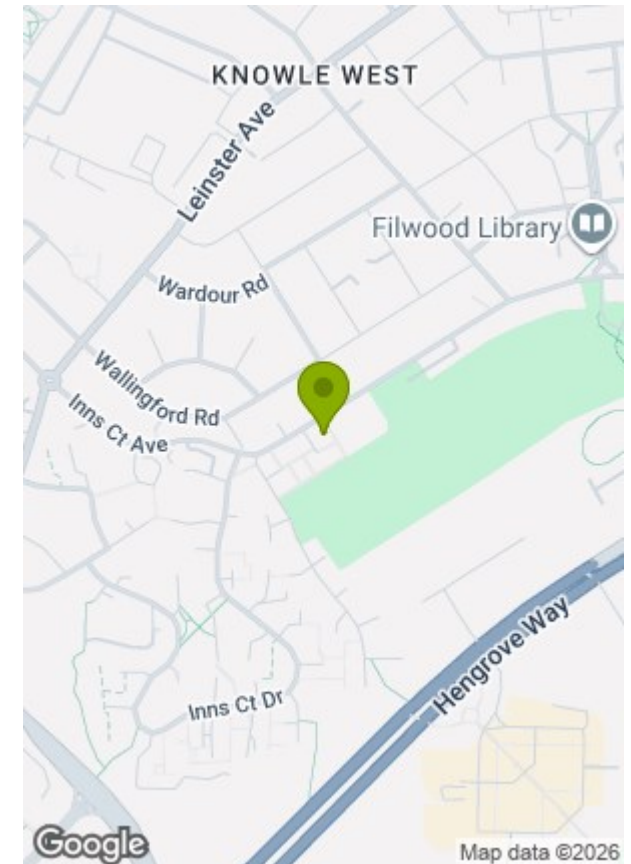 KNOWLE WEST
Leinster Ave
Filwood Library
Wardour Rd
Wallingford Rd
Inns Ct Ave
Hengrove Way
Inns Ct Dr
Google
Map data ©2026